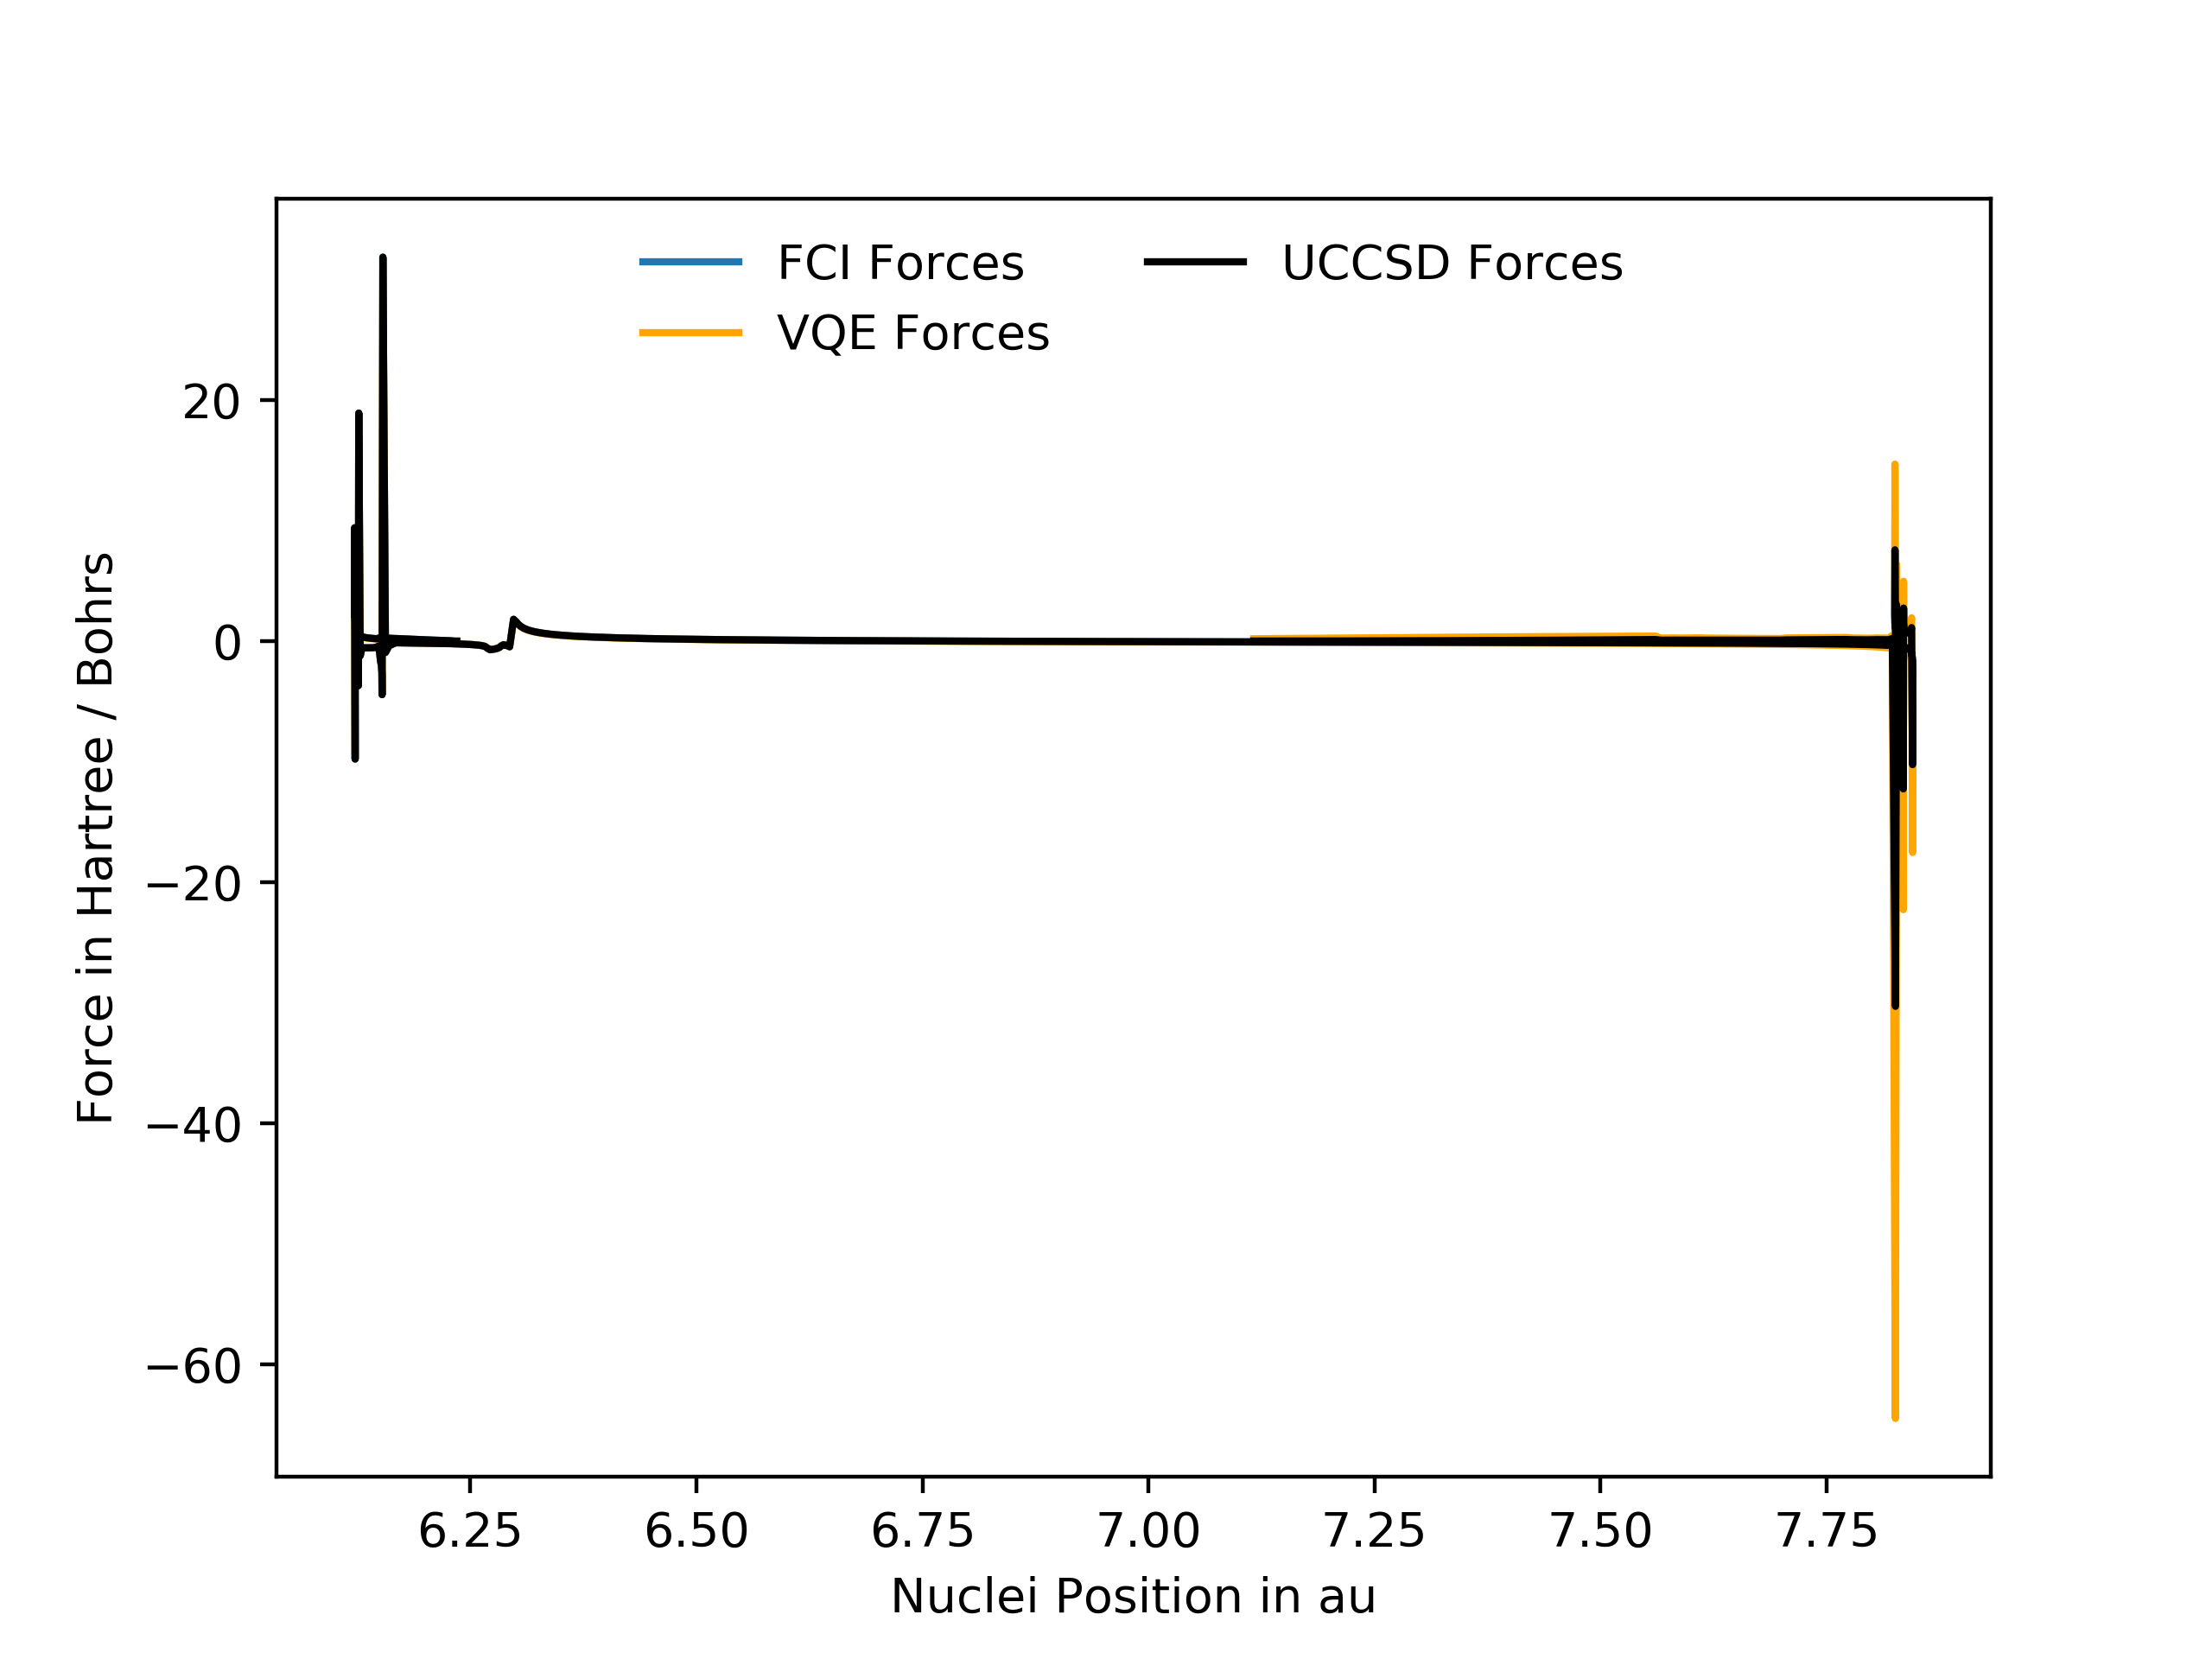 FCI Forces
VQE Forces
UCCSD Forces
20
0
−20
−40
−60
Force in Hartree / Bohrs
6.25 6.50 6.75 7.00 7.25 7.50 7.75
Nuclei Position in au